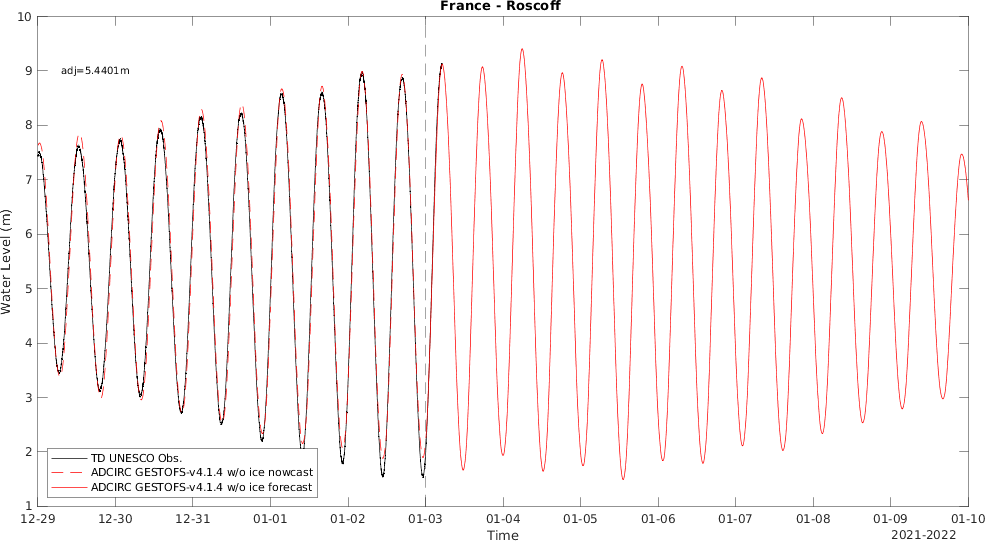 France - Roscoff
10
9
8
7
6
5
4
3
2
1
Water Level (m)
adj=5.4401m
TD UNESCO Obs.
ADCIRC GESTOFS-v4.1.4 w/o ice nowcast
ADCIRC GESTOFS-v4.1.4 w/o ice forecast
12-29 12-30 12-31 01-01 01-02 01-03 01-04 01-05 01-06 01-07 01-08 01-09 01-10
Time
2021-2022